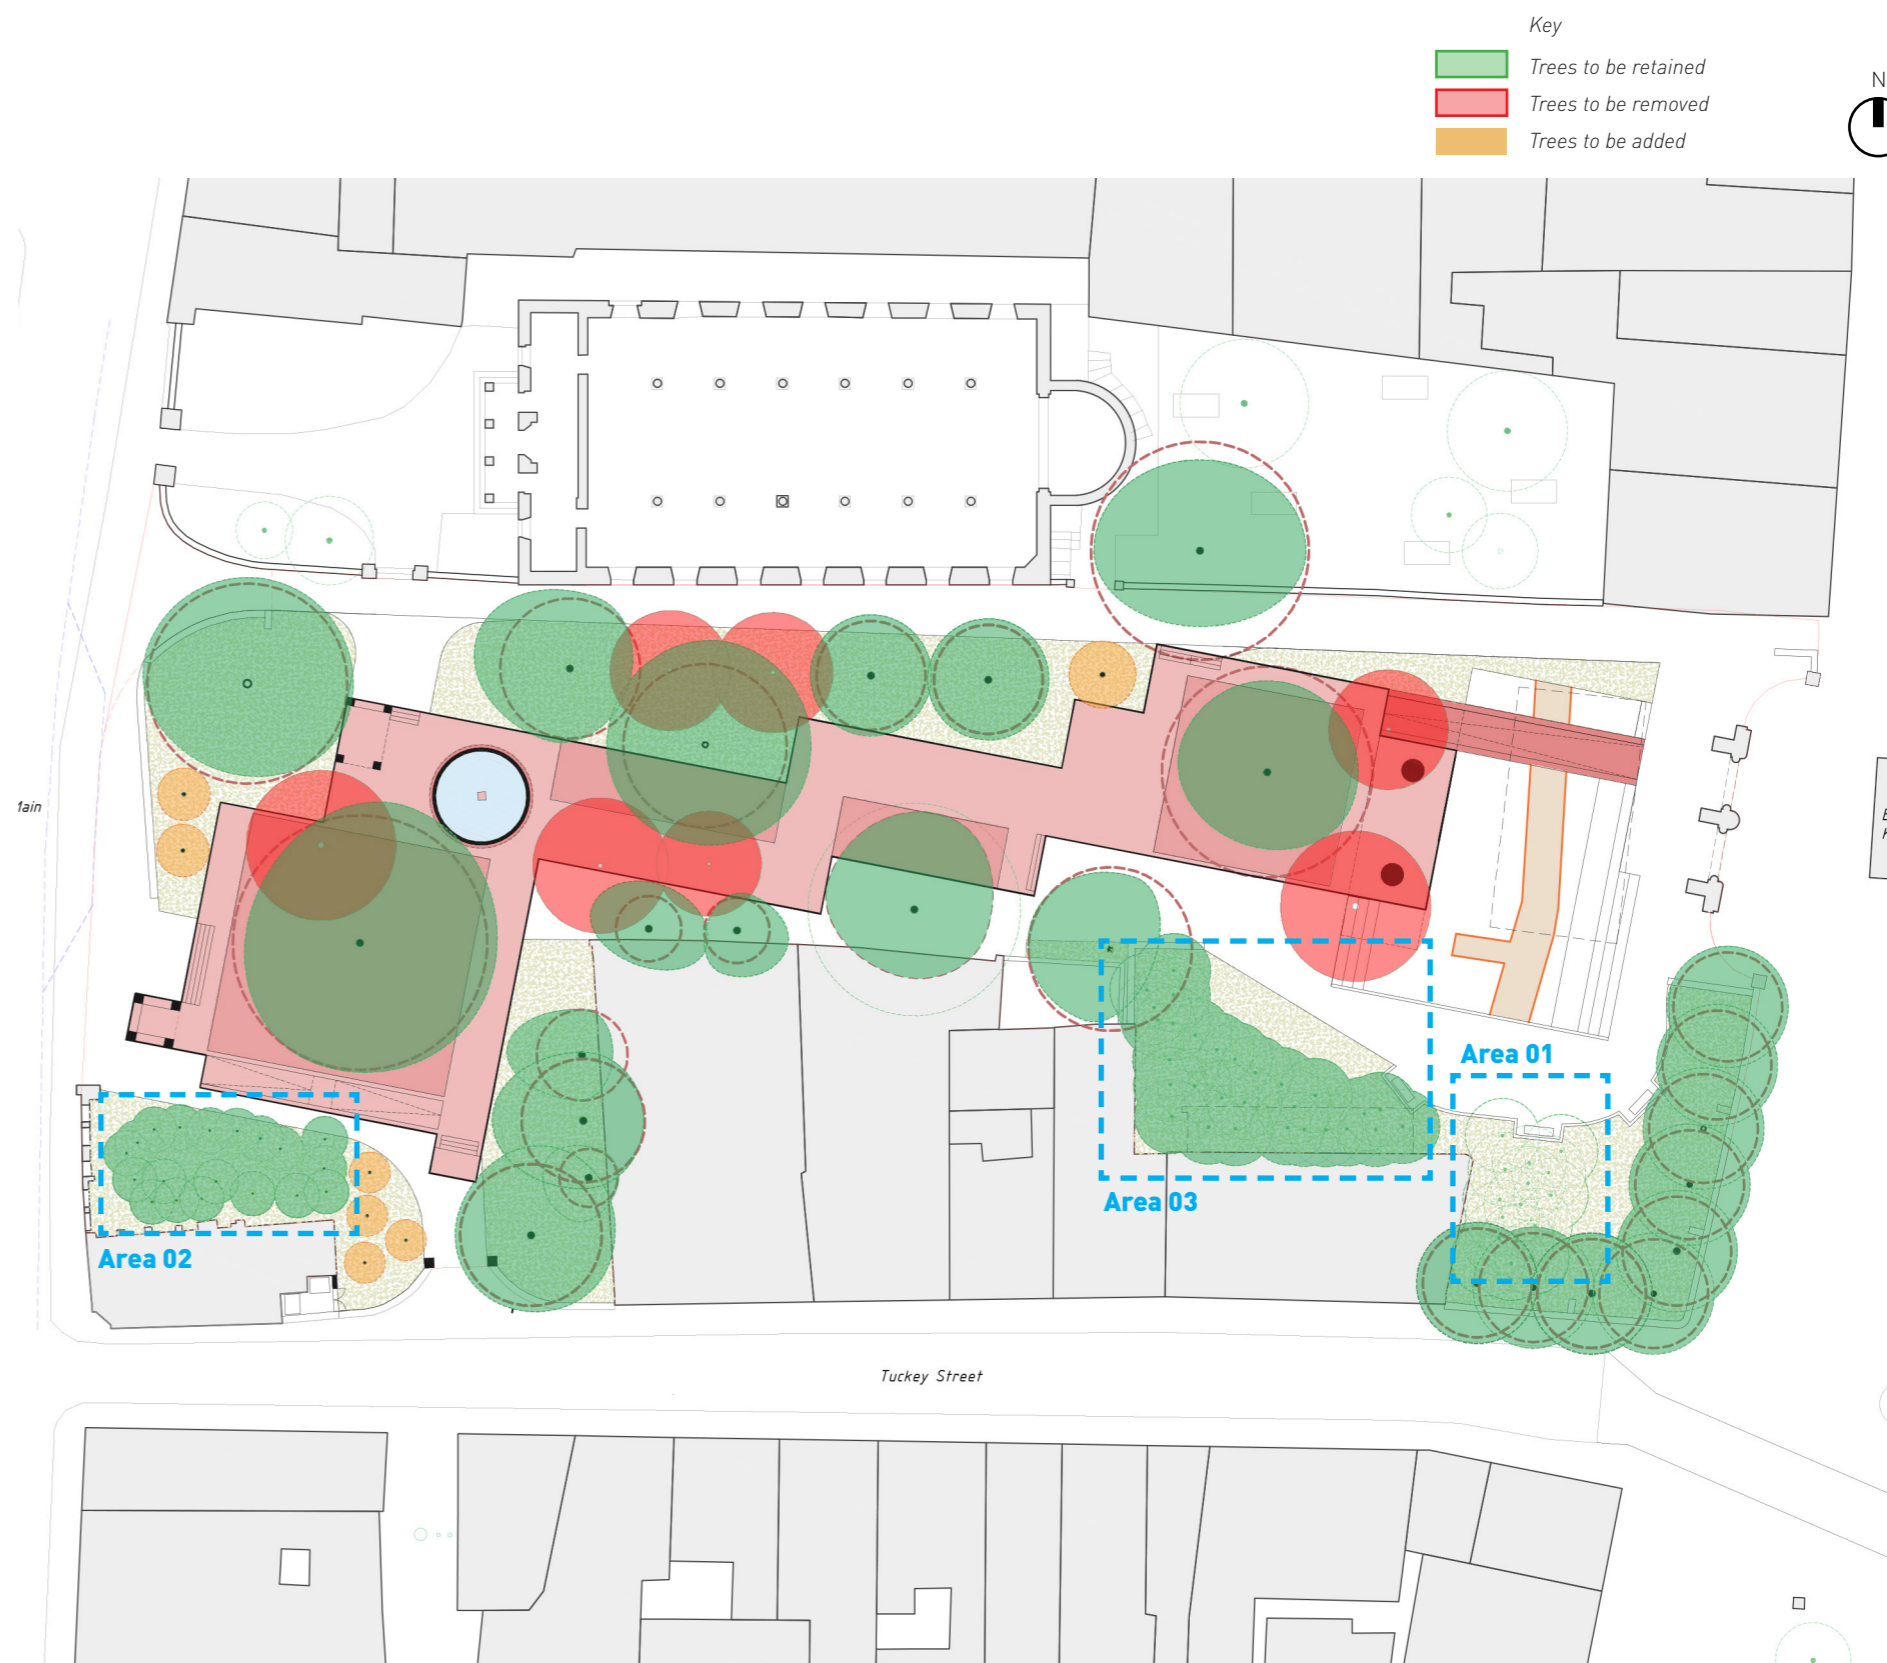 Key
Trees to be retained
Trees to be removed
Trees to be added
N
Area 01
Area 03
Area 02
Tuckey Street